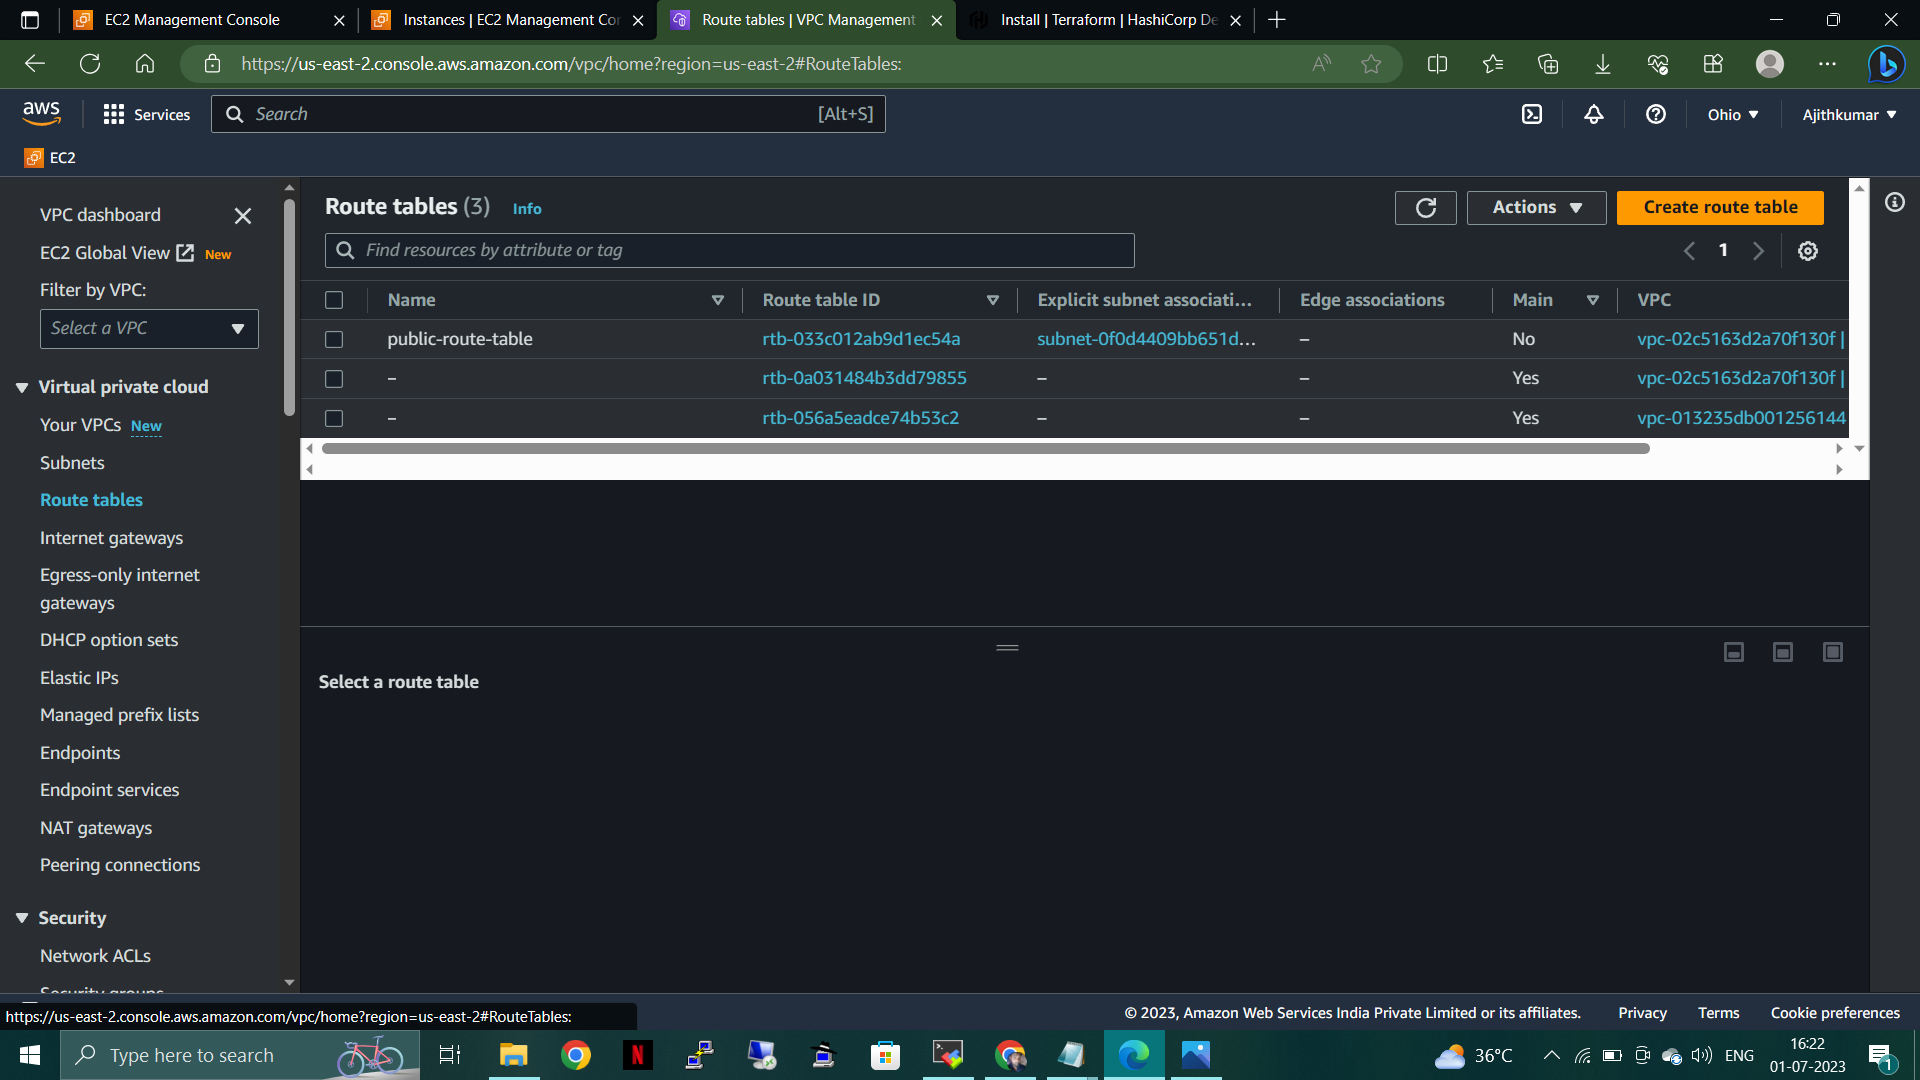 EC2 Management Console
Instances | EC2 Management Cor
Route tables | VPC Management
Install | Terraform | HashiCorp De
https://us-east-2.console.aws.amazon.com/vpc/home?region=us-east-2#RouteTables:
aws
Services
Search
[Alt+S]
Ohio
Ajithkumar
EC2
VPC dashboard
EC2 Global View New
Filter by VPC:
Select a VPC
Virtual private cloud
Your VPCs New
Subnets
Route tables
Internet gateways
Egress-only internet
gateways
DHCP option sets
Elastic IPs
Managed prefix lists
Endpoints
Endpoint services
NAT gateways
Peering connections
Security
Network ACLs
Security groups
Route tables (3) Info
Actions
Create route table
Find resources by attribute or tag
1
Name Route table ID Explicit subnet associati... Edge associations Main VPC
public-route-table rtb-033c012ab9d1ec54a subnet-0f0d4409bb651d... – No vpc-02c5163d2a70f130f |
– rtb-0a031484b3dd79855 – – Yes vpc-02c5163d2a70f130f |
– rtb-056a5eadce74b53c2 – – Yes vpc-013235db001256144
Select a route table
https://us-east-2.console.aws.amazon.com/vpc/home?region=us-east-2#RouteTables:
© 2023, Amazon Web Services India Private Limited or its affiliates.
Privacy
Terms
Cookie preferences
Type here to search
36°C
ENG
16:22
01-07-2023
1